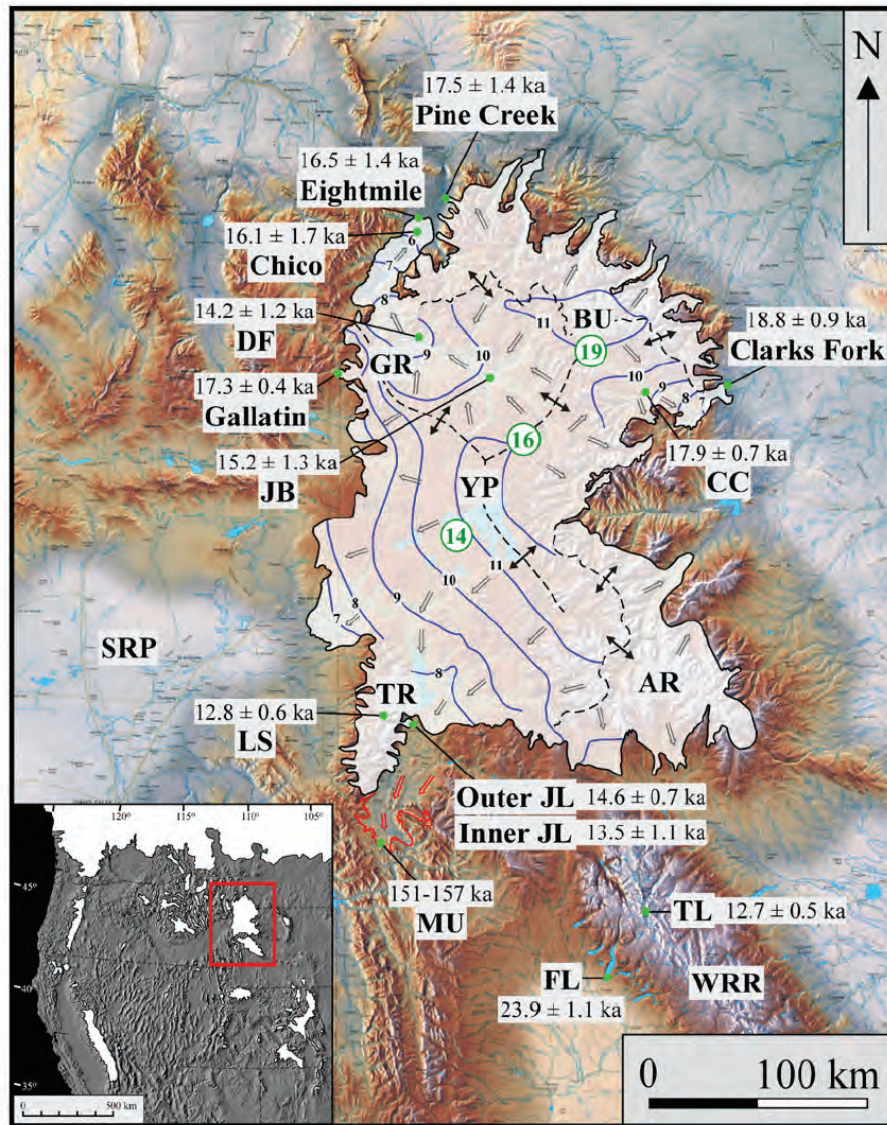 N
17.5 ± 1.4 ka
Pine Creek
16.5 ± 1.4 ka
Eightmile
16.1 ± 1.7 ka
Chico
14.2 ± 1.2 ka
DF
17.3 ± 0.4 ka
Gallatin
15.2 ± 1.3 ka
JB
6
7
8
GR
9
10
11
BU
19
18.8 ± 0.9 ka
Clarks Fork
10
9
8
7
17.9 ± 0.7 ka
CC
16
YP
14
11
10
9
8
7
8
SRP
TR
AR
12.8 ± 0.6 ka
LS
Outer JL 14.6 ± 0.7 ka
Inner JL 13.5 ± 1.1 ka
151-157 ka
MU
TL 12.7 ± 0.5 ka
FL
23.9 ± 1.1 ka
WRR
0 100 km
120° 115° 110° 105°
45°
40°
35°
0 500 km